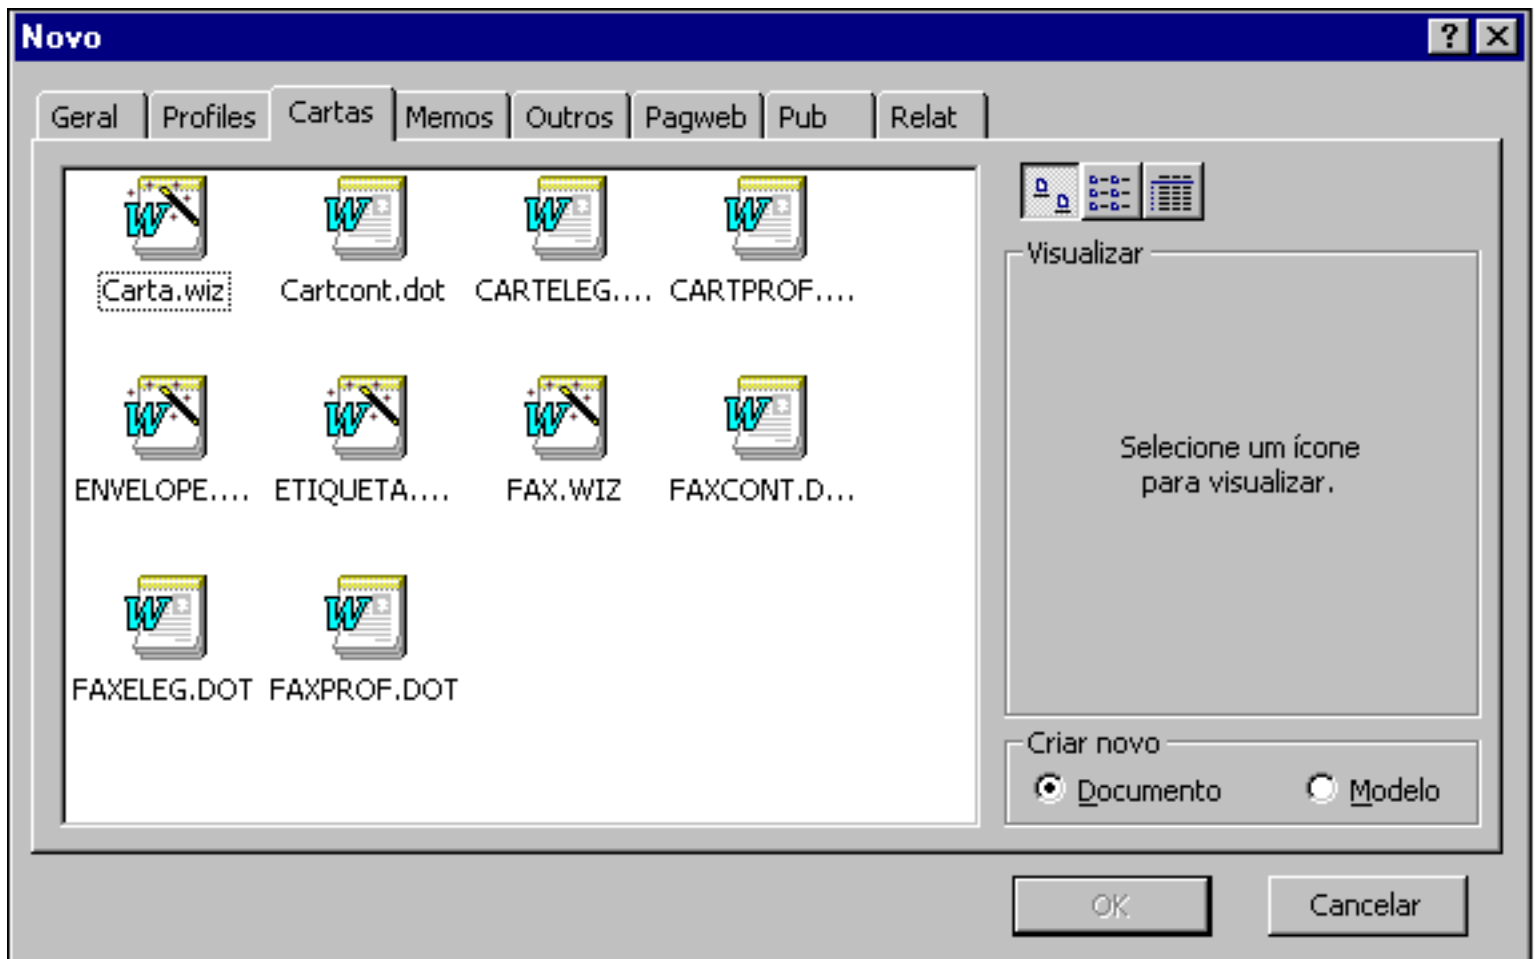 Novo
Geral Profiles Cartas Memos Outros Pagweb Pub Relat
Carta.wiz Cartcont.dot CARTELEG.... CARTPROF....
Visualizar
ENVELOPE.... ETIQUETA.... FAX.WIZ FAXCONT.D...
Selecione um ícone
para visualizar.
FAXELEG.DOT FAXPROF.DOT
Criar novo
Documento Modelo
OK Cancelar